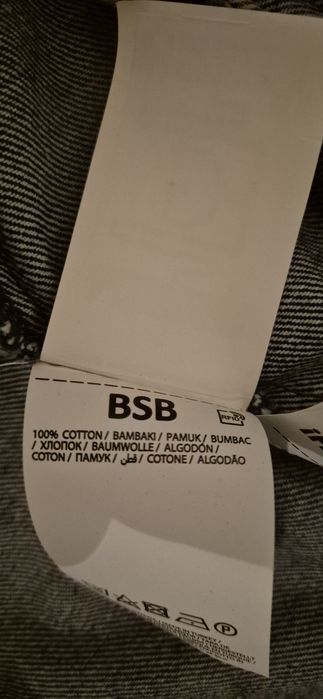 BSB
RFID
100% COTTON / BAMBAKI / PAMUK / BUMBAC
/ ХЛОПОК / BAUMWOLLE / ALGODÓN /
COTON / ПАМУК / قطن / COTONE / ALGODÃO
P